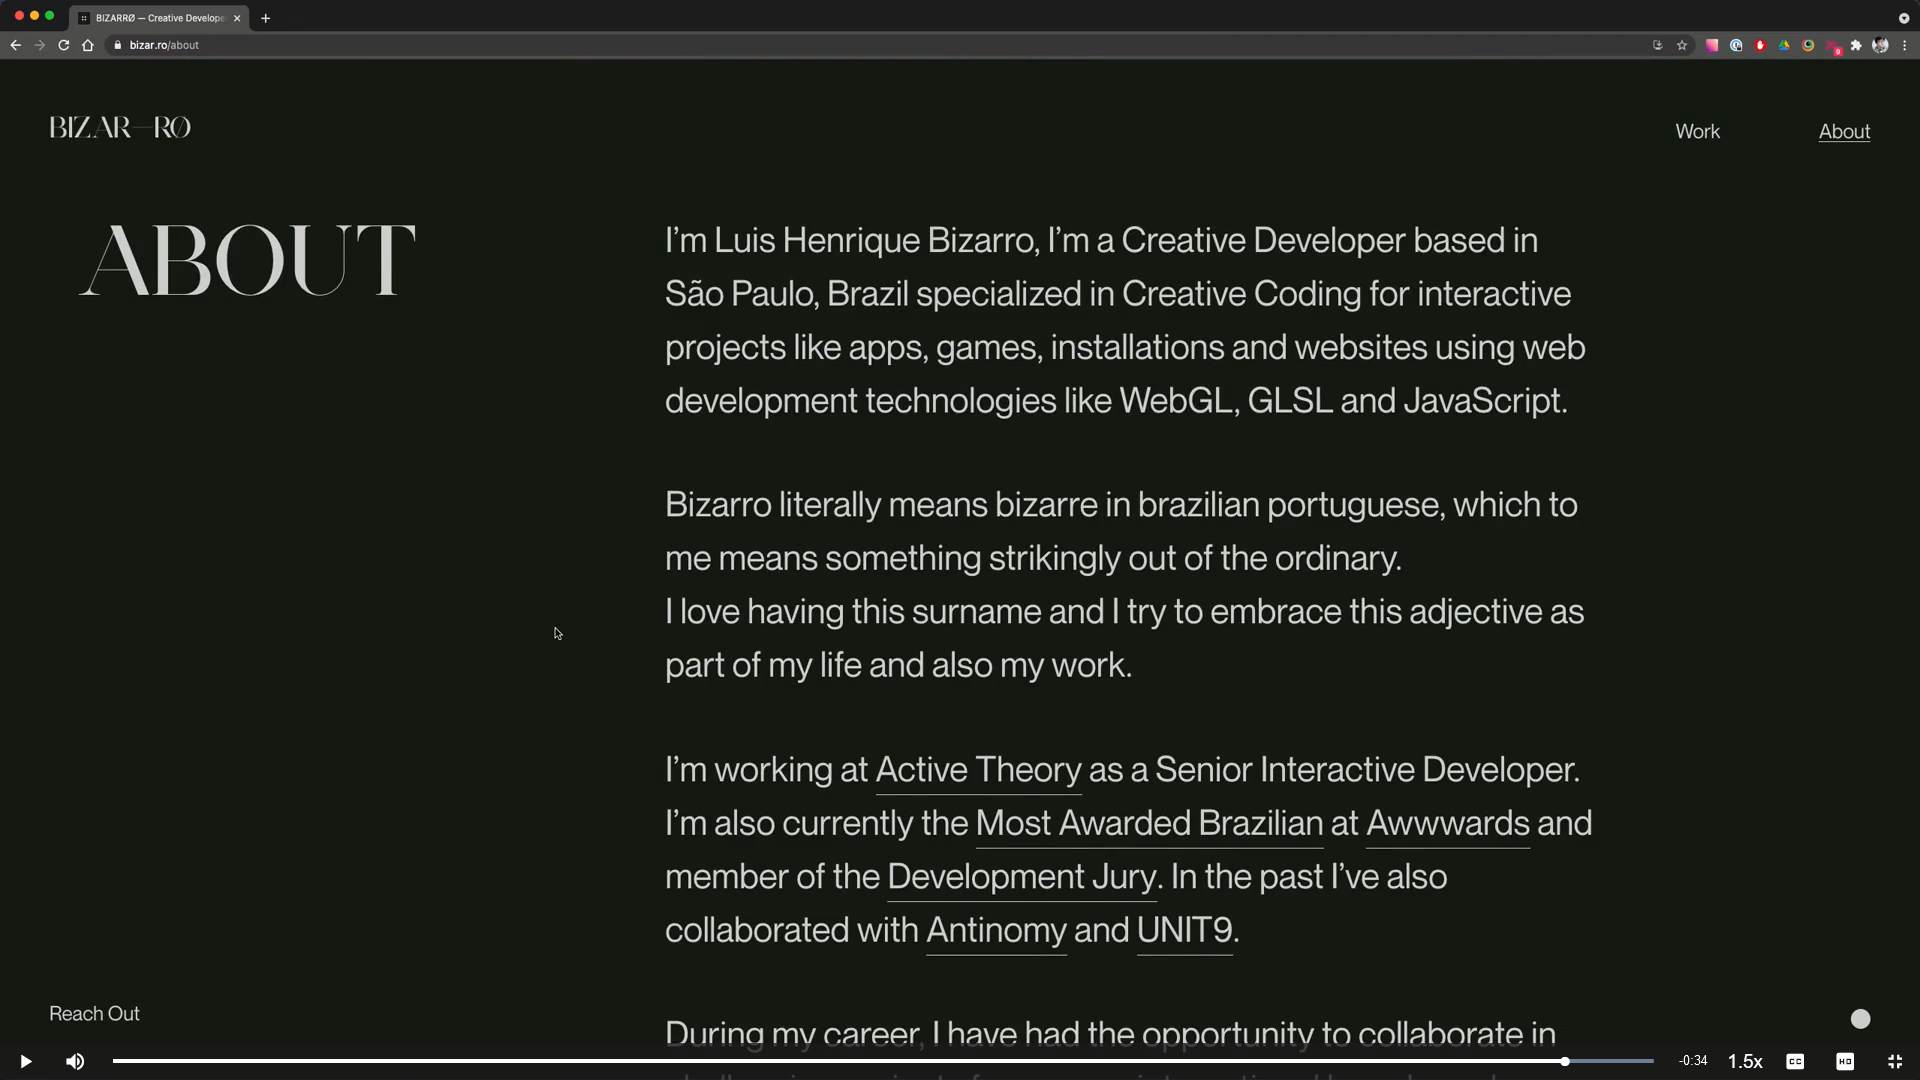 BIZARRØ — Creative Develope
bizar.ro/about
9
BIZAR—RØ
Work
About
ABOUT
I’m Luis Henrique Bizarro, I’m a Creative Developer based in
São Paulo, Brazil specialized in Creative Coding for interactive
projects like apps, games, installations and websites using web
development technologies like WebGL, GLSL and JavaScript.
Bizarro literally means bizarre in brazilian portuguese, which to
me means something strikingly out of the ordinary.
I love having this surname and I try to embrace this adjective as
part of my life and also my work.
I’m working at Active Theory as a Senior Interactive Developer.
I’m also currently the Most Awarded Brazilian at Awwwards and
member of the Development Jury. In the past I’ve also
collaborated with Antinomy and UNIT9.
During my career, I have had the opportunity to collaborate in
Reach Out
-0:34
1.5x
CC
HD